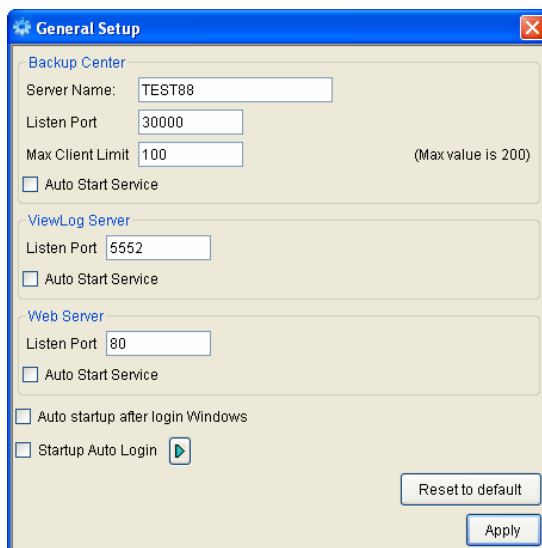 General Setup
Backup Center
Server Name: TEST88
Listen Port 30000
Max Client Limit 100 (Max value is 200)
Auto Start Service
ViewLog Server
Listen Port 5552
Auto Start Service
Web Server
Listen Port 80
Auto Start Service
Auto startup after login Windows
Startup Auto Login
Reset to default
Apply